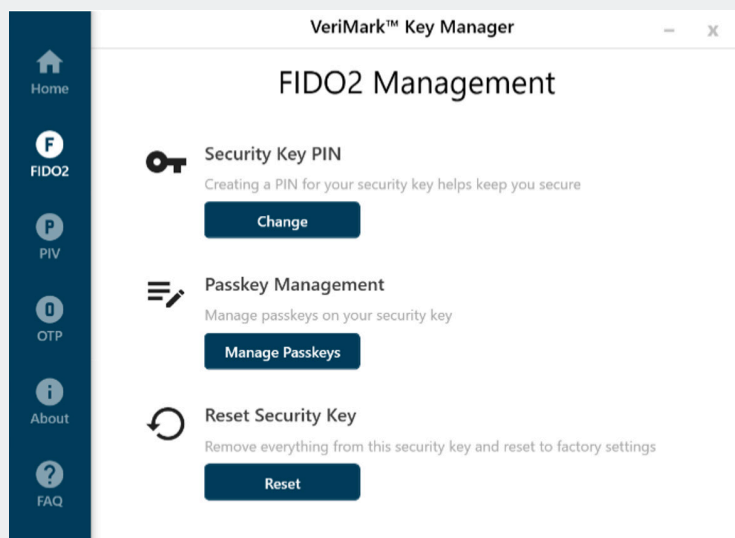 VeriMark™ Key Manager
– x
Home
F
FIDO2
P
PIV
O
OTP
i
About
?
FAQ
FIDO2 Management
Security Key PIN
Creating a PIN for your security key helps keep you secure
Change
Passkey Management
Manage passkeys on your security key
Manage Passkeys
Reset Security Key
Remove everything from this security key and reset to factory settings
Reset